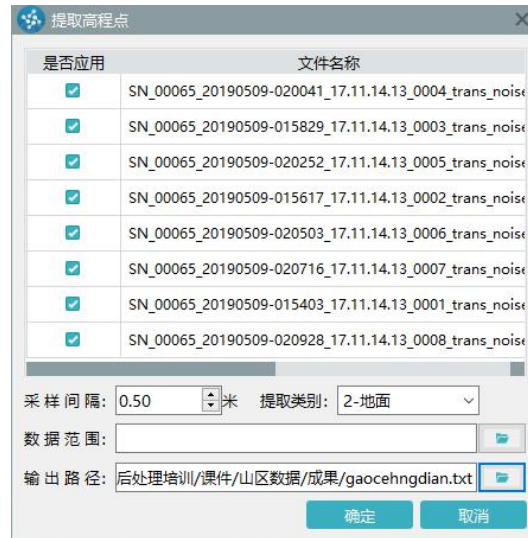 提取高程点
是否应用 文件名称
SN_00065_20190509-020041_17.11.14.13_0004_trans_noise
SN_00065_20190509-015829_17.11.14.13_0003_trans_noise
SN_00065_20190509-020252_17.11.14.13_0005_trans_noise
SN_00065_20190509-015617_17.11.14.13_0002_trans_noise
SN_00065_20190509-020503_17.11.14.13_0006_trans_noise
SN_00065_20190509-020716_17.11.14.13_0007_trans_noise
SN_00065_20190509-015403_17.11.14.13_0001_trans_noise
SN_00065_20190509-020928_17.11.14.13_0008_trans_noise
采样间隔: 0.50 米 提取类别: 2-地面
数据范围:
输出路径: 后处理培训/课件/山区数据/成果/gaocehngdian.txt
确定 取消